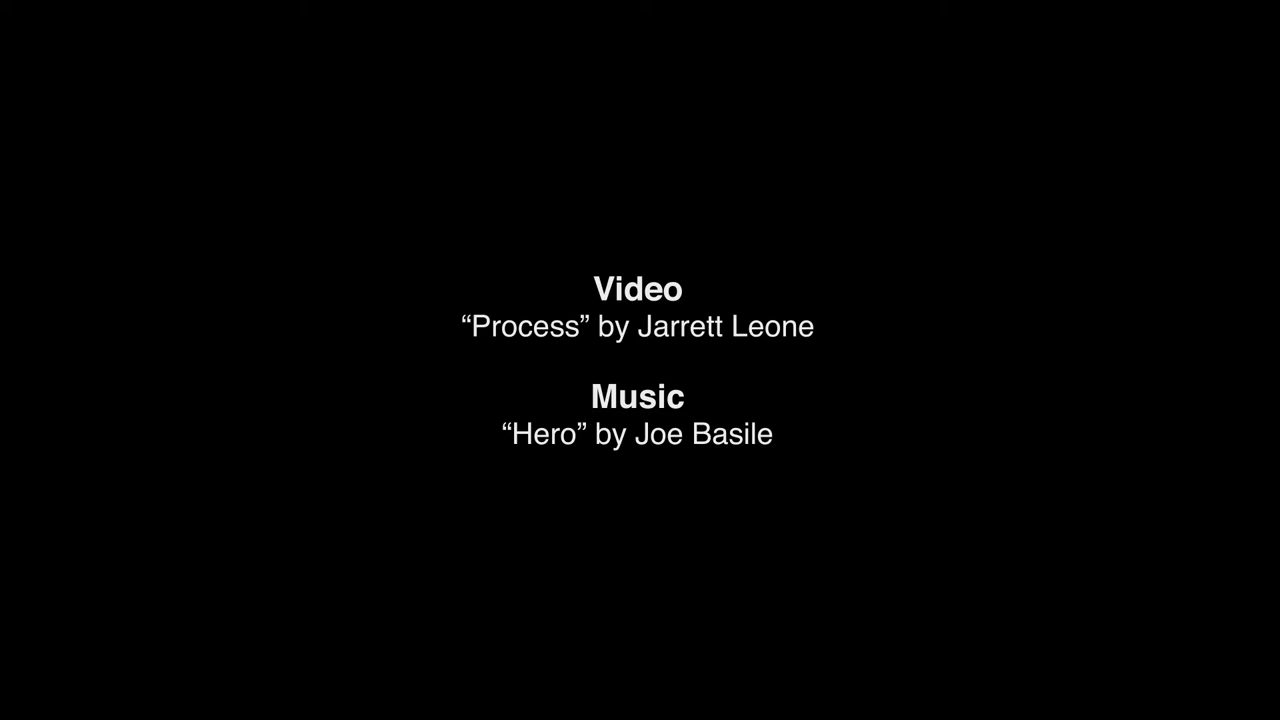 Video
“Process” by Jarrett Leone
Music
“Hero” by Joe Basile